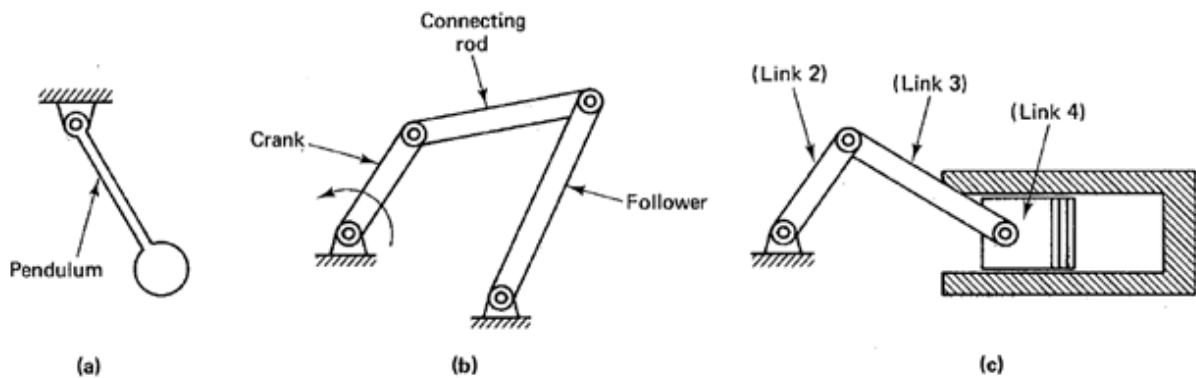 Connecting
rod
(Link 2)
(Link 3)
(Link 4)
Crank
Follower
Pendulum
(a)
(b)
(c)